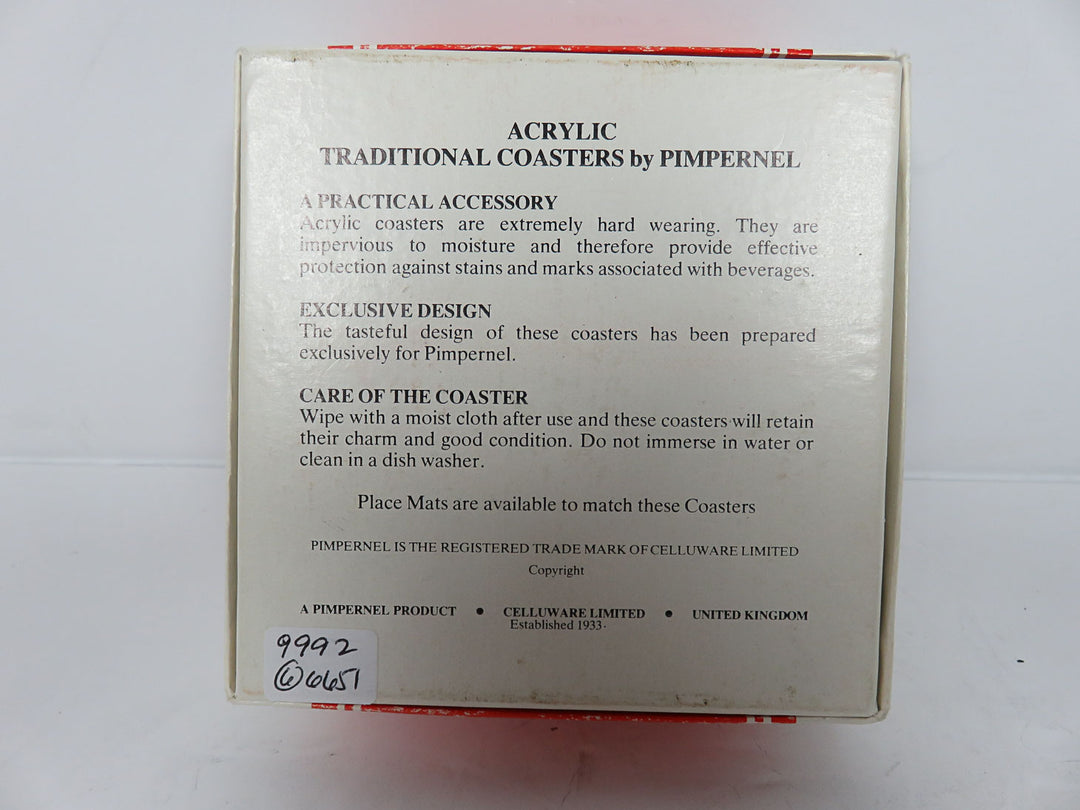 ACRYLIC
TRADITIONAL COASTERS by PIMPERNEL
A PRACTICAL ACCESSORY
Acrylic coasters are extremely hard wearing. They are
impervious to moisture and therefore provide effective
protection against stains and marks associated with beverages.
EXCLUSIVE DESIGN
The tasteful design of these coasters has been prepared
exclusively for Pimpernel.
CARE OF THE COASTER
Wipe with a moist cloth after use and these coasters will retain
their charm and good condition. Do not immerse in water or
clean in a dish washer.
Place Mats are available to match these Coasters
PIMPERNEL IS THE REGISTERED TRADE MARK OF CELLUWARE LIMITED
Copyright
A PIMPERNEL PRODUCT • CELLUWARE LIMITED • UNITED KINGDOM
Established 1933.
9992
6 6651